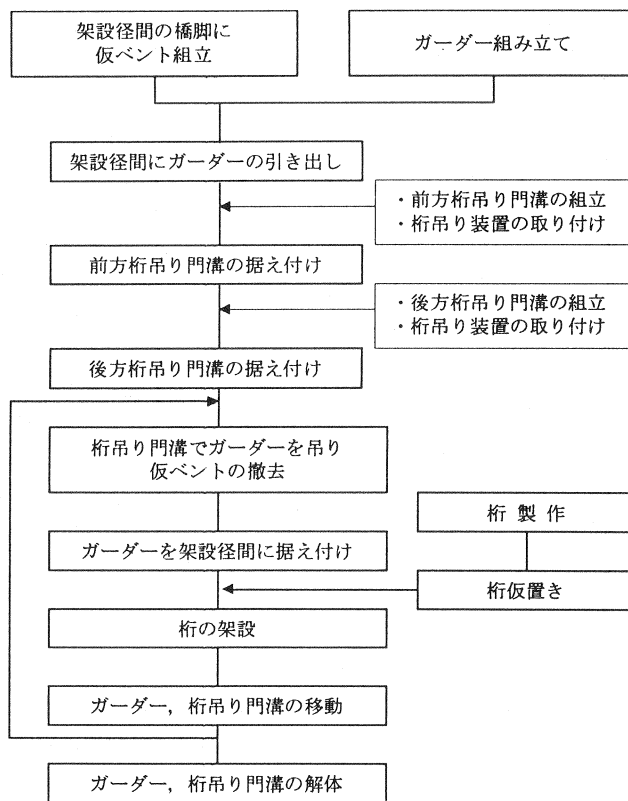 架設径間の橋脚に
仮ベント組立
ガーダー組み立て
架設径間にガーダーの引き出し
・前方桁吊り門溝の組立
・桁吊り装置の取り付け
前方桁吊り門溝の据え付け
・後方桁吊り門溝の組立
・桁吊り装置の取り付け
後方桁吊り門溝の据え付け
桁吊り門溝でガーダーを吊り
仮ベントの撤去
桁 製 作
ガーダーを架設径間に据え付け
桁仮置き
桁の架設
ガーダー，桁吊り門溝の移動
ガーダー，桁吊り門溝の解体